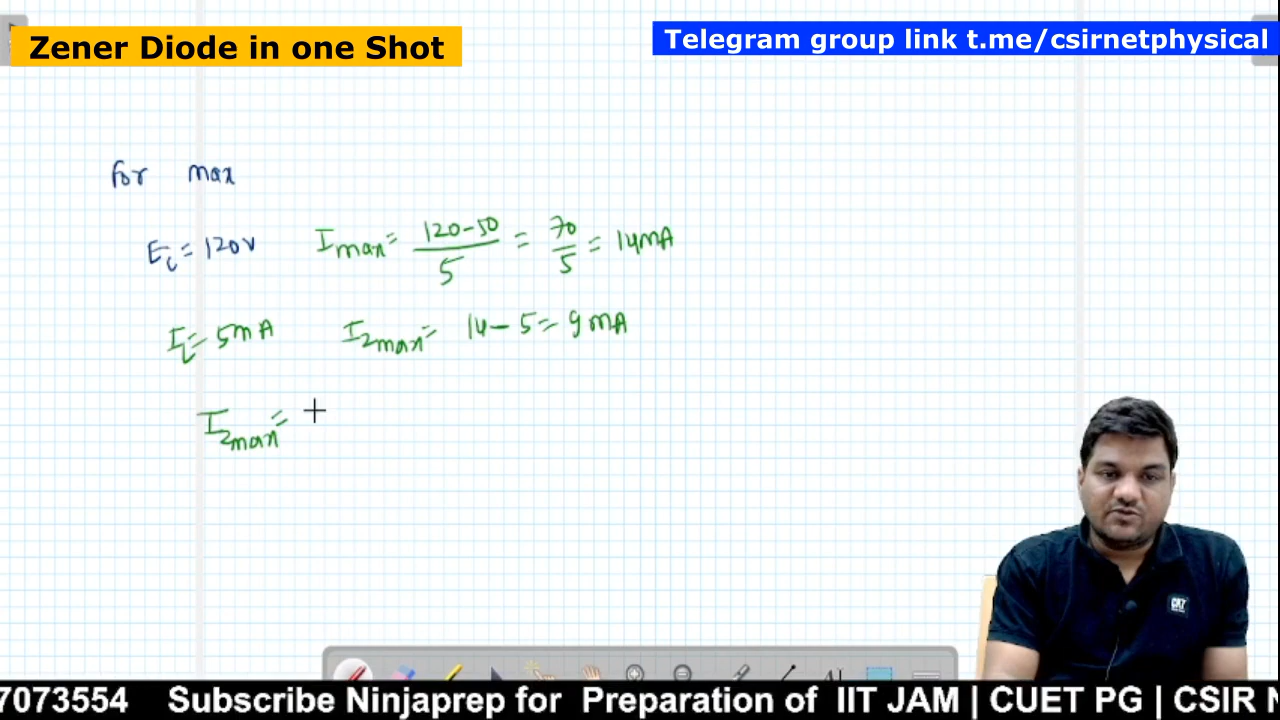 Zener Diode in one Shot
Telegram group link t.me/csirnetphysical
for max
Ei = 120V Imax = 120-50/5 = 70/5 = 14mA
IL = 5mA Izmax = 14 - 5 = 9mA
Izmax =
CAT
7073554 Subscribe Ninjaprep for Preparation of IIT JAM | CUET PG | CSIR N